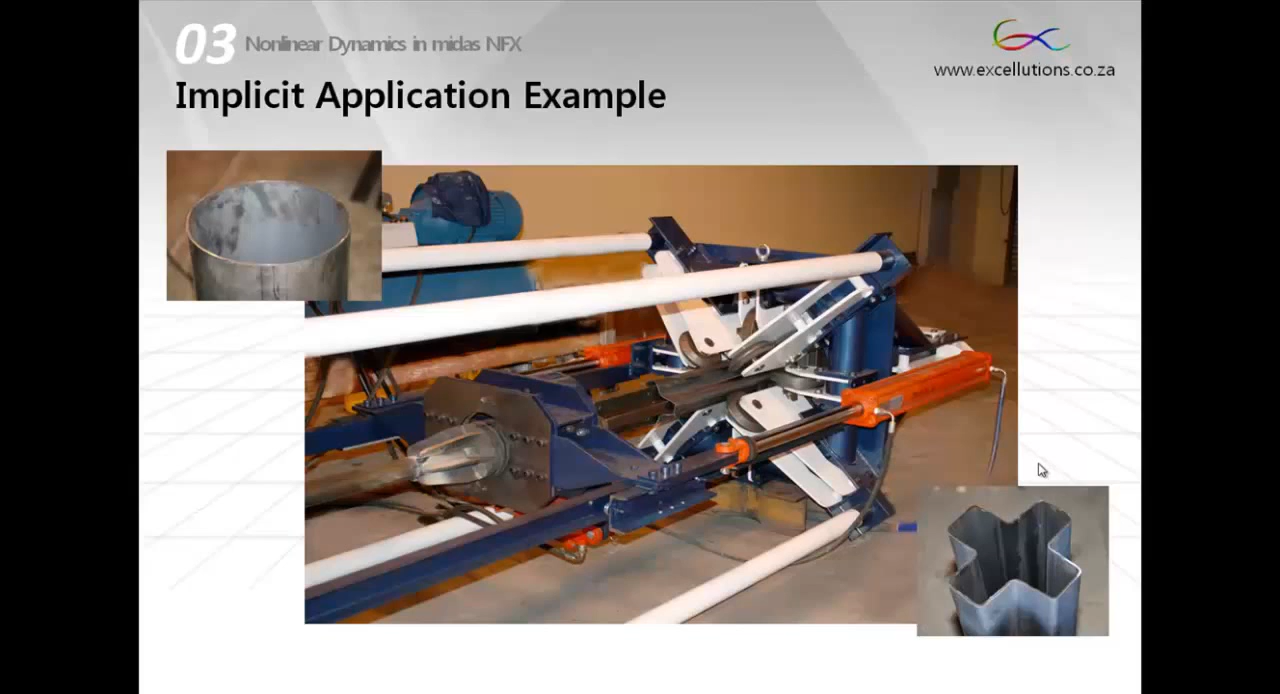 03 Nonlinear Dynamics in midas NFX
Implicit Application Example
www.excellutions.co.za